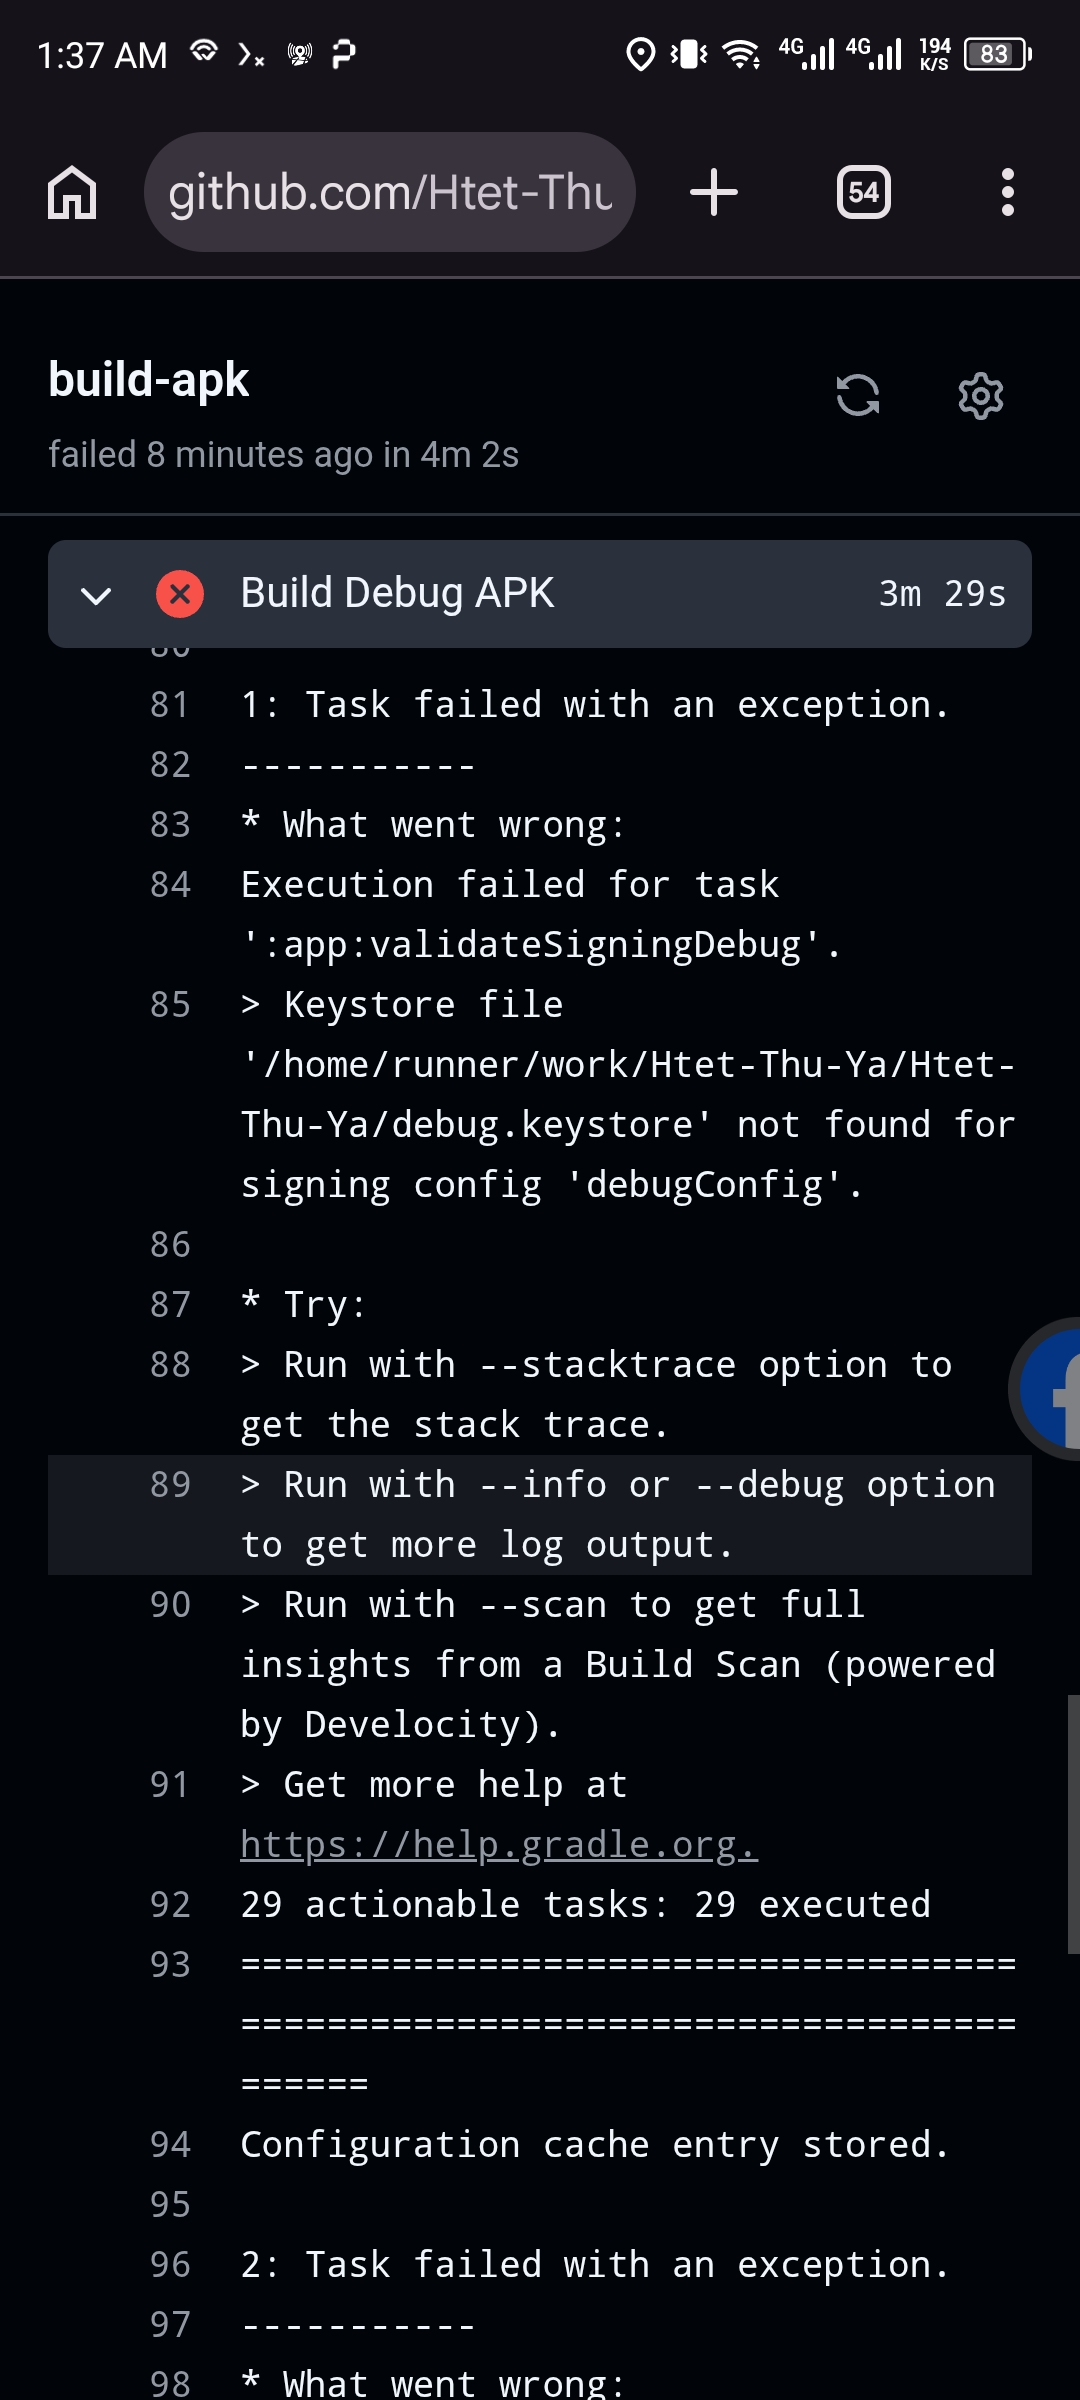 1:37 AM
4G 4G 194 K/S 83
github.com/Htet-Thu
54
build-apk
failed 8 minutes ago in 4m 2s
Build Debug APK 3m 29s
80
81 1: Task failed with an exception.
82 -----------
83 * What went wrong:
84 Execution failed for task
':app:validateSigningDebug'.
85 > Keystore file
'/home/runner/work/Htet-Thu-Ya/Htet-
Thu-Ya/debug.keystore' not found for
signing config 'debugConfig'.
86
87 * Try:
88 > Run with --stacktrace option to
get the stack trace.
89 > Run with --info or --debug option
to get more log output.
90 > Run with --scan to get full
insights from a Build Scan (powered
by Develocity).
91 > Get more help at
https://help.gradle.org.
92 29 actionable tasks: 29 executed
93 ====================================
====================================
======
94 Configuration cache entry stored.
95
96 2: Task failed with an exception.
97 -----------
98 * What went wrong: